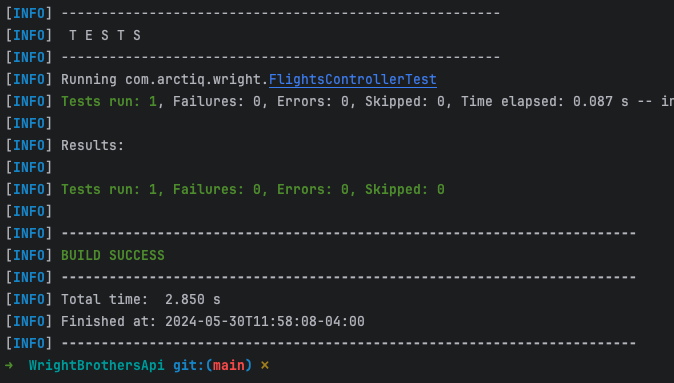 [INFO] -------------------------------------------------------
[INFO]  T E S T S
[INFO] -------------------------------------------------------
[INFO] Running com.arctiq.wright.FlightsControllerTest
[INFO] Tests run: 1, Failures: 0, Errors: 0, Skipped: 0, Time elapsed: 0.087 s -- in
[INFO]
[INFO] Results:
[INFO]
[INFO] Tests run: 1, Failures: 0, Errors: 0, Skipped: 0
[INFO]
[INFO] ------------------------------------------------------------------------
[INFO] BUILD SUCCESS
[INFO] ------------------------------------------------------------------------
[INFO] Total time:  2.850 s
[INFO] Finished at: 2024-05-30T11:58:08-04:00
[INFO] ------------------------------------------------------------------------
➜  WrightBrothersApi git:(main) ✗